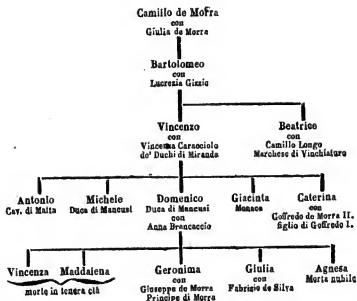 Camillo de Morra
con
Giulia de Morra
Bartolomeo
con
Lucrezia Gizzio
Vincenzo
con
Vincenza Caracciolo
de' Duchi di Miranda
Beatrice
con
Camillo Longo
Marchese di Vinchiaturo
Antonio
Cav. di Malta
Michele
Duca di Mancusi
Domenico
Duca di Mancusi
con
Anna Brancaccio
Giacinta
Monaca
Caterina
con
Goffredo de Morra II.
figlio di Goffredo I.
Vincenza
Maddalena
morte in tenera età
Geronima
con
Giuseppe de Morra
Principe di Morra
Giulia
con
Fabrizio de Silva
Agnesa
Morta nubile